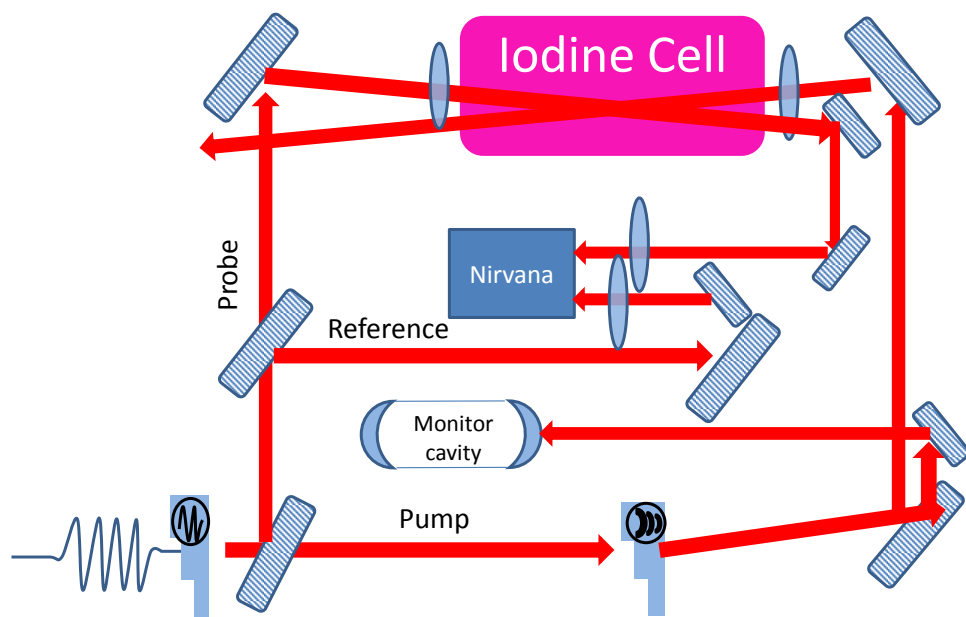 Iodine Cell
Probe
Nirvana
Reference
Monitor
cavity
Pump